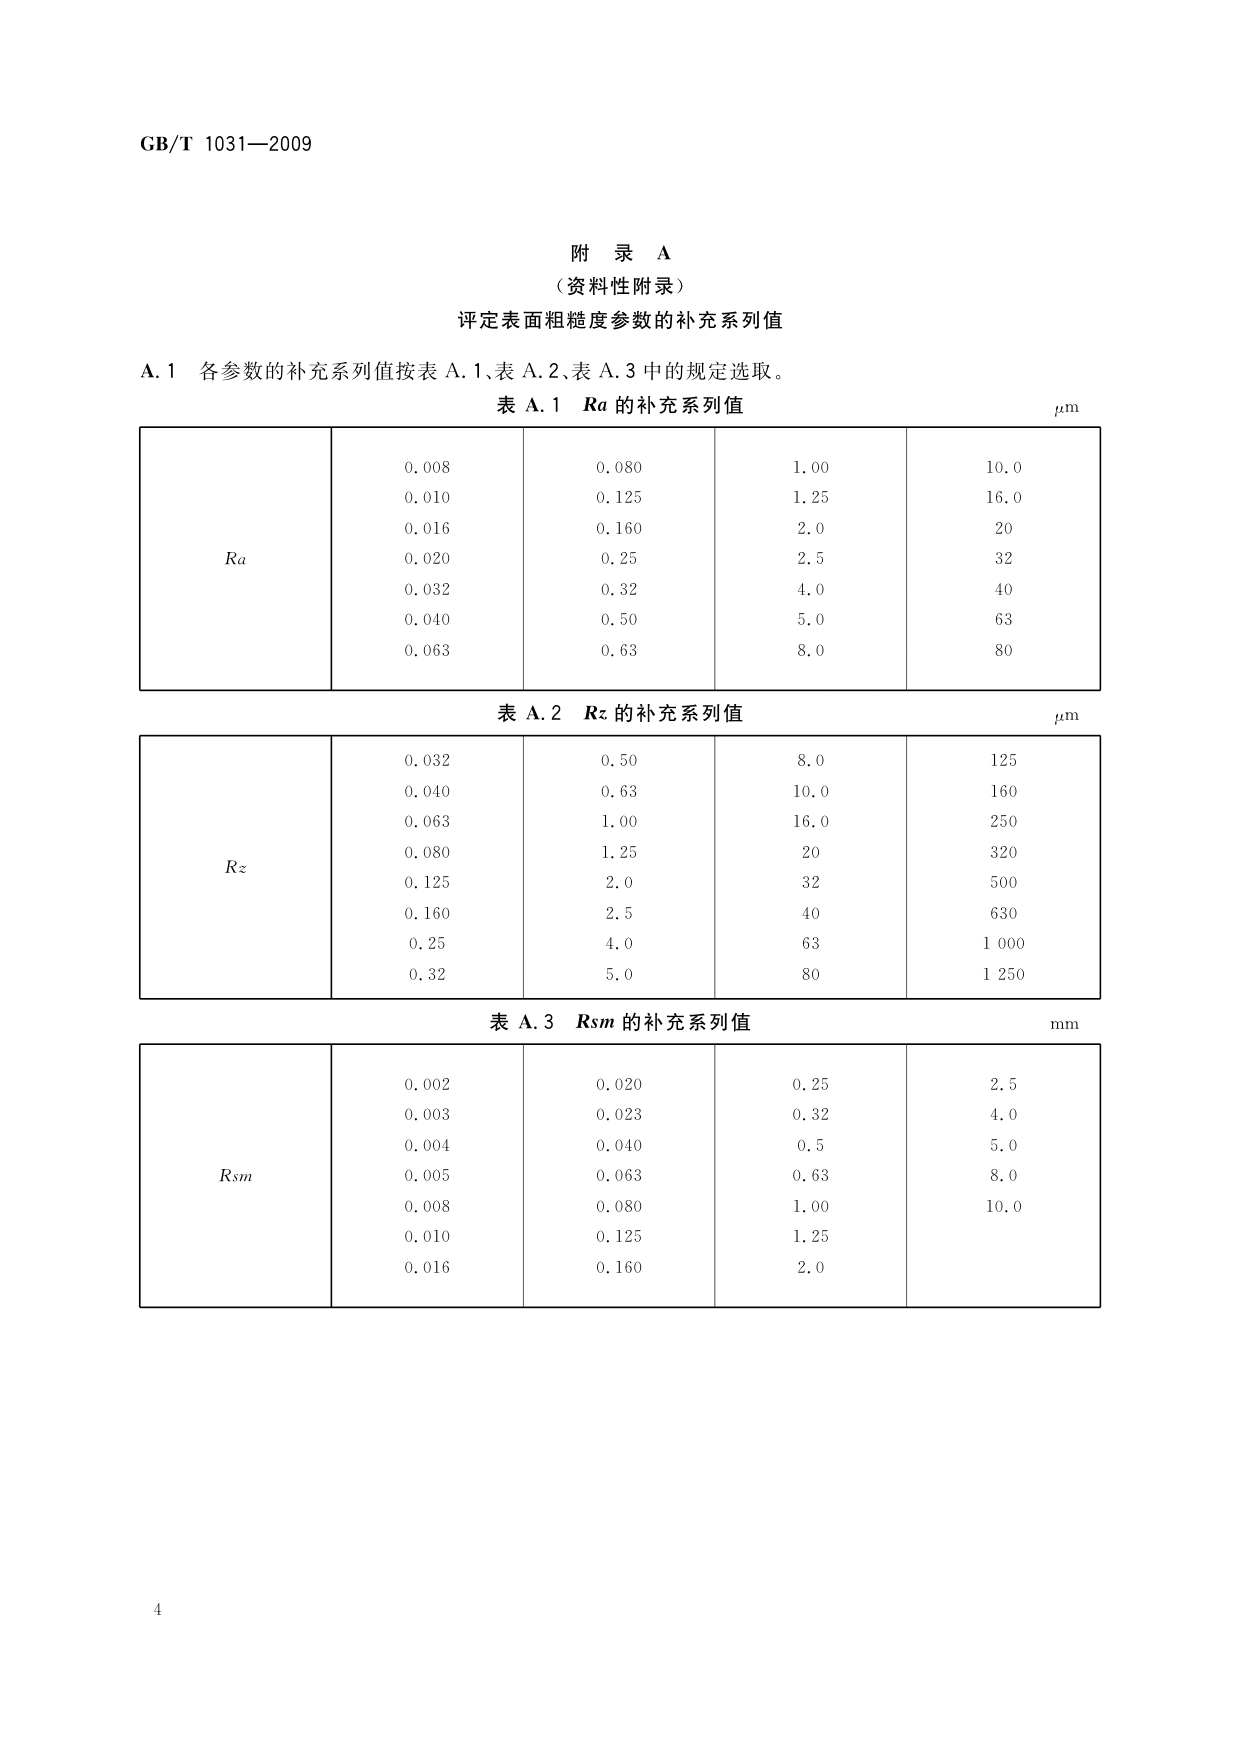 GB/T 1031—2009
附 录 A
（资料性附录）
评定表面粗糙度参数的补充系列值
A.1 各参数的补充系列值按表 A.1、表 A.2、表 A.3 中的规定选取。
表 A.1 Ra 的补充系列值 μm
0.008 0.080 1.00 10.0
0.010 0.125 1.25 16.0
0.016 0.160 2.0 20
Ra 0.020 0.25 2.5 32
0.032 0.32 4.0 40
0.040 0.50 5.0 63
0.063 0.63 8.0 80
表 A.2 Rz 的补充系列值 μm
0.032 0.50 8.0 125
0.040 0.63 10.0 160
0.063 1.00 16.0 250
0.080 1.25 20 320
Rz
0.125 2.0 32 500
0.160 2.5 40 630
0.25 4.0 63 1 000
0.32 5.0 80 1 250
表 A.3 Rsm 的补充系列值 mm
0.002 0.020 0.25 2.5
0.003 0.023 0.32 4.0
0.004 0.040 0.5 5.0
Rsm 0.005 0.063 0.63 8.0
0.008 0.080 1.00 10.0
0.010 0.125 1.25
0.016 0.160 2.0
4